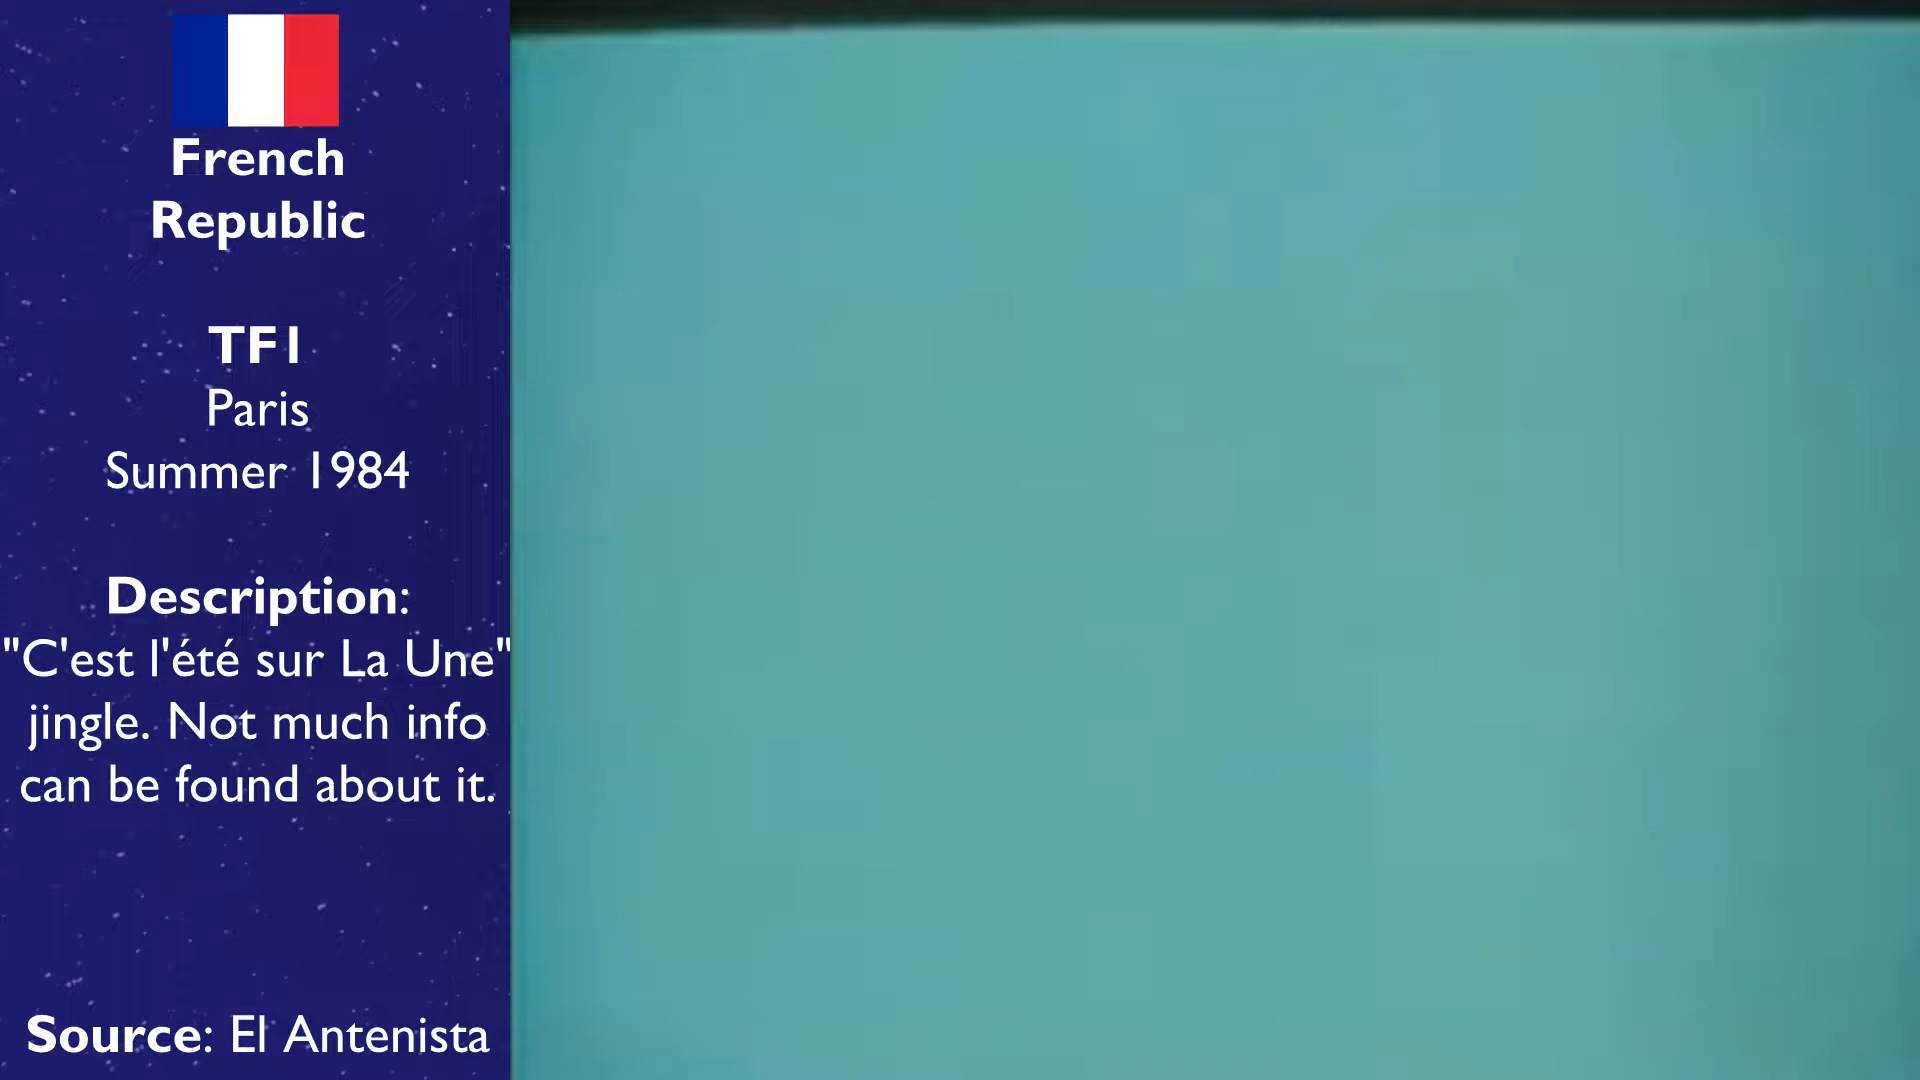 French
Republic
TF1
Paris
Summer 1984
Description:
"C'est l'été sur La Une"
jingle. Not much info
can be found about it.
Source: El Antenista